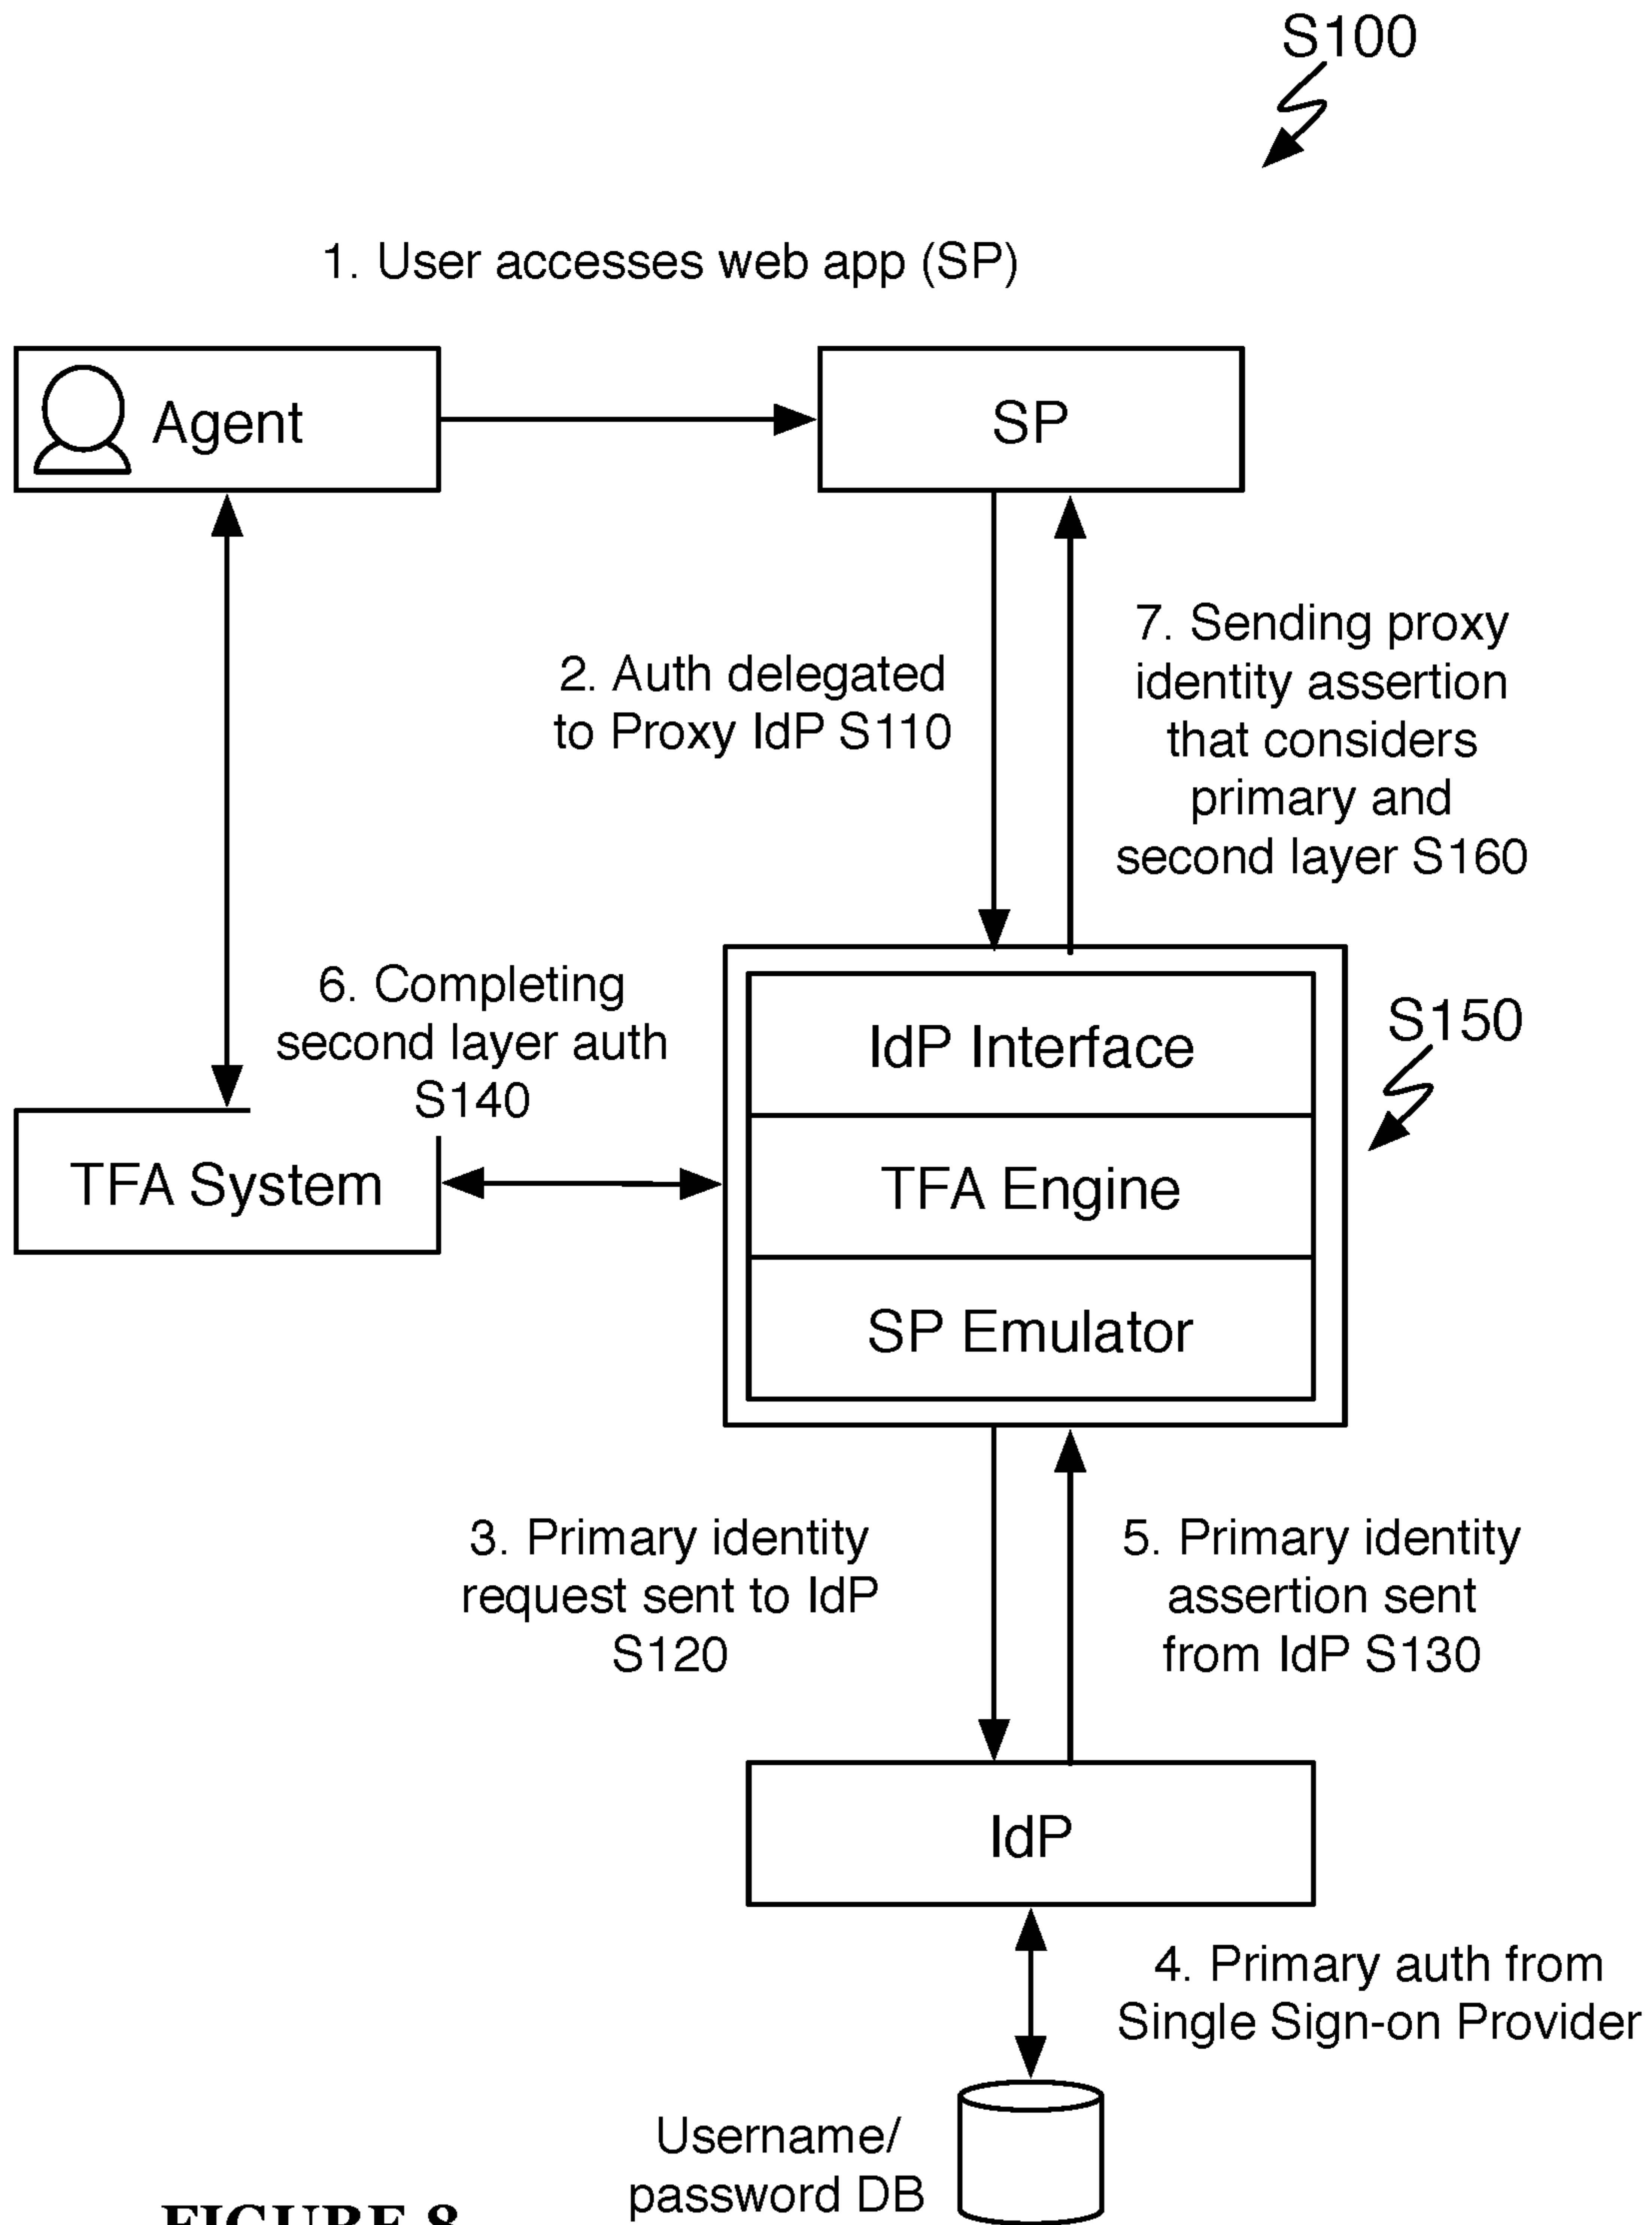 S100
1. User accesses web app (SP)
Agent
SP
2. Auth delegated
to Proxy IdP S110
7. Sending proxy
identity assertion
that considers
primary and
second layer S160
6. Completing
second layer auth
S140
IdP Interface
S150
TFA System
TFA Engine
SP Emulator
3. Primary identity
request sent to IdP
S120
5. Primary identity
assertion sent
from IdP S130
IdP
4. Primary auth from
Single Sign-on Provider
Username/
password DB
FIGURE 8